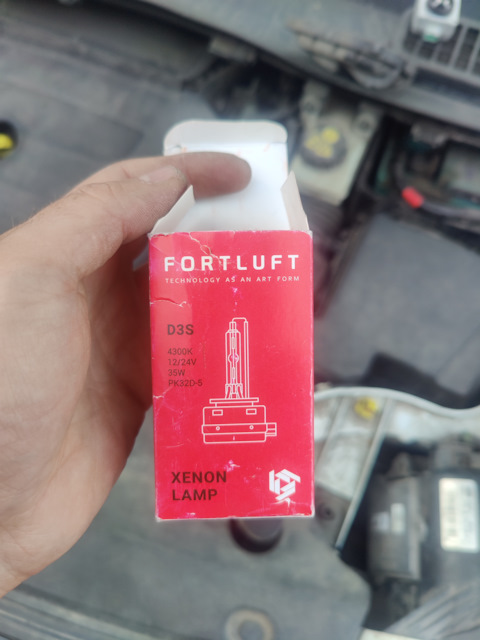 FORTLUFT
TECHNOLOGY AS AN ART FORM
D3S
4300K
12/24V
35W
PK32D-5
XENON
LAMP